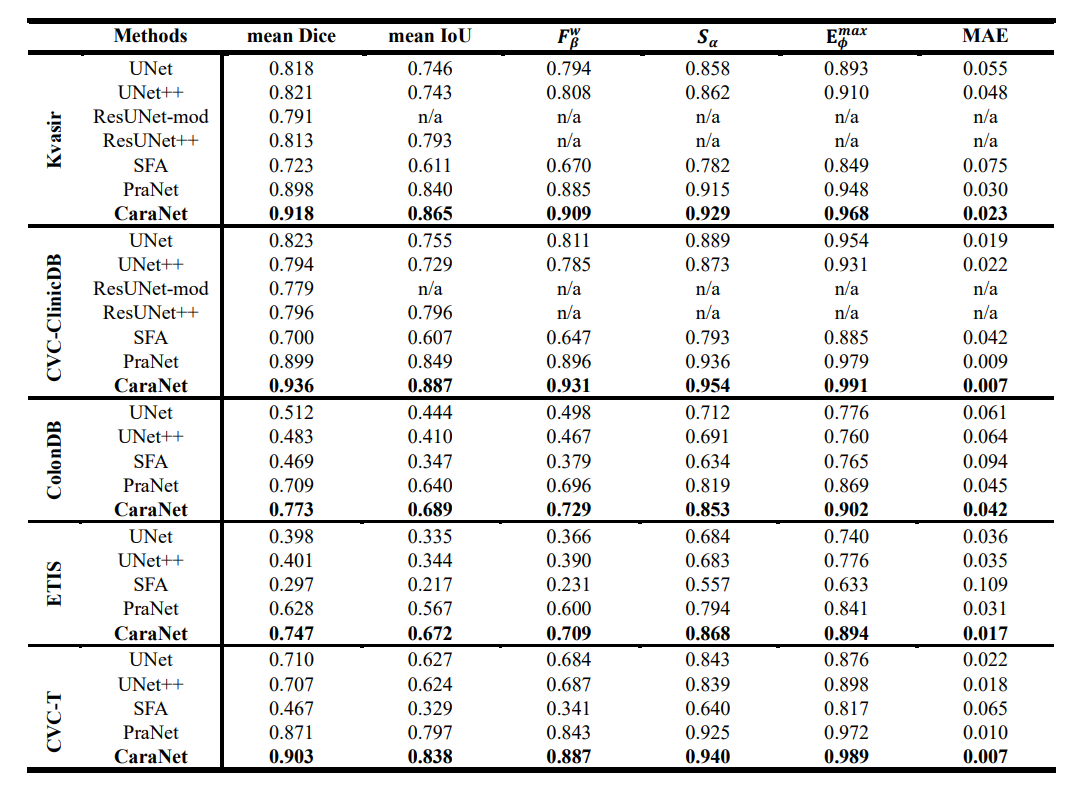 Methods mean Dice mean IoU F_β^w S_α E_ϕ^max MAE
Kvasir
UNet 0.818 0.746 0.794 0.858 0.893 0.055
UNet++ 0.821 0.743 0.808 0.862 0.910 0.048
ResUNet-mod 0.791 n/a n/a n/a n/a n/a
ResUNet++ 0.813 0.793 n/a n/a n/a n/a
SFA 0.723 0.611 0.670 0.782 0.849 0.075
PraNet 0.898 0.840 0.885 0.915 0.948 0.030
CaraNet 0.918 0.865 0.909 0.929 0.968 0.023
CVC-ClinicDB
UNet 0.823 0.755 0.811 0.889 0.954 0.019
UNet++ 0.794 0.729 0.785 0.873 0.931 0.022
ResUNet-mod 0.779 n/a n/a n/a n/a n/a
ResUNet++ 0.796 0.796 n/a n/a n/a n/a
SFA 0.700 0.607 0.647 0.793 0.885 0.042
PraNet 0.899 0.849 0.896 0.936 0.979 0.009
CaraNet 0.936 0.887 0.931 0.954 0.991 0.007
ColonDB
UNet 0.512 0.444 0.498 0.712 0.776 0.061
UNet++ 0.483 0.410 0.467 0.691 0.760 0.064
SFA 0.469 0.347 0.379 0.634 0.765 0.094
PraNet 0.709 0.640 0.696 0.819 0.869 0.045
CaraNet 0.773 0.689 0.729 0.853 0.902 0.042
ETIS
UNet 0.398 0.335 0.366 0.684 0.740 0.036
UNet++ 0.401 0.344 0.390 0.683 0.776 0.035
SFA 0.297 0.217 0.231 0.557 0.633 0.109
PraNet 0.628 0.567 0.600 0.794 0.841 0.031
CaraNet 0.747 0.672 0.709 0.868 0.894 0.017
CVC-T
UNet 0.710 0.627 0.684 0.843 0.876 0.022
UNet++ 0.707 0.624 0.687 0.839 0.898 0.018
SFA 0.467 0.329 0.341 0.640 0.817 0.065
PraNet 0.871 0.797 0.843 0.925 0.972 0.010
CaraNet 0.903 0.838 0.887 0.940 0.989 0.007